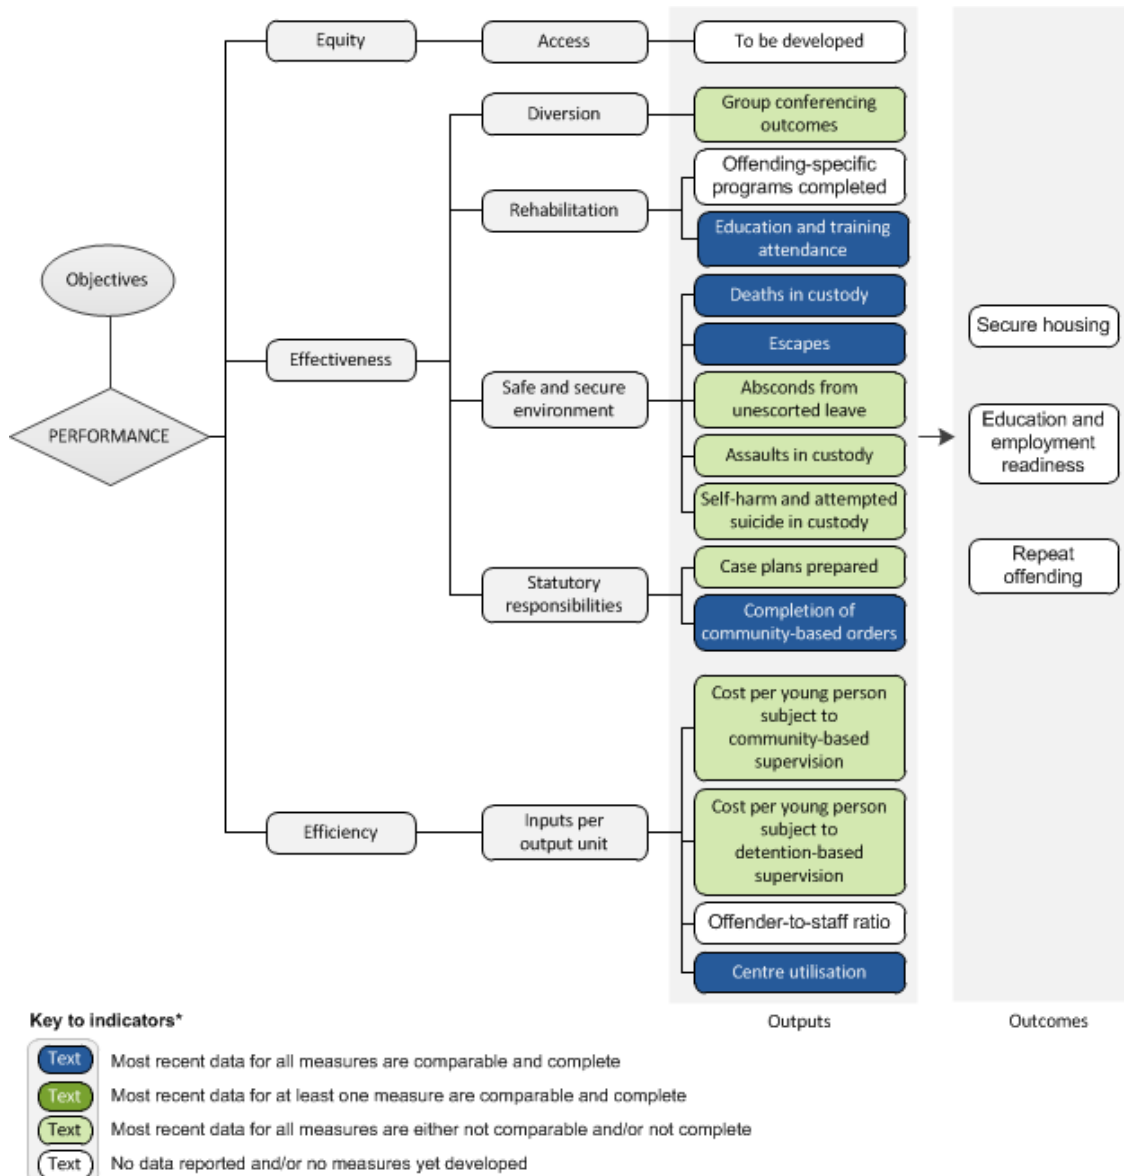 Equity
Access
To be developed
Diversion
Group conferencing
outcomes
Rehabilitation
Offending-specific
programs completed
Education and training
attendance
Objectives
PERFORMANCE
Effectiveness
Safe and secure
environment
Deaths in custody
Escapes
Absconds from
unescorted leave
Assaults in custody
Self-harm and attempted
suicide in custody
Statutory
responsibilities
Case plans prepared
Completion of
community-based orders
Efficiency
Inputs per
output unit
Cost per young person
subject to
community-based
supervision
Cost per young person
subject to
detention-based
supervision
Offender-to-staff ratio
Centre utilisation
Secure housing
Education and
employment
readiness
Repeat
offending
Outputs
Outcomes
Key to indicators*
Text Most recent data for all measures are comparable and complete
Text Most recent data for at least one measure are comparable and complete
Text Most recent data for all measures are either not comparable and/or not complete
Text No data reported and/or no measures yet developed